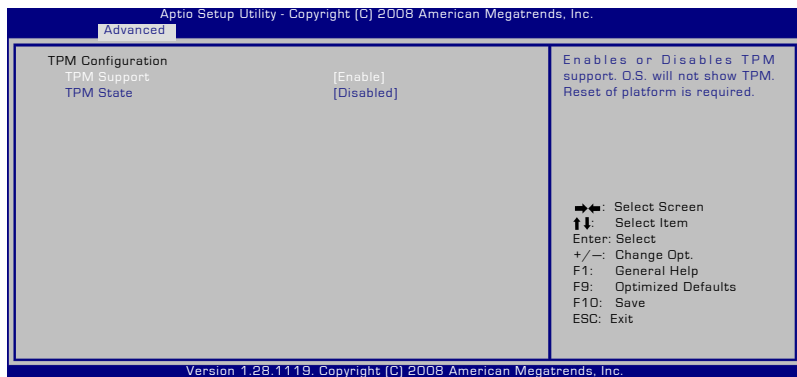 Aptio Setup Utility - Copyright (C) 2008 American Megatrends, Inc.
Advanced
TPM Configuration
TPM Support [Enable]
TPM State [Disabled]
Enables or Disables TPM
support. O.S. will not show TPM.
Reset of platform is required.
➡⬅: Select Screen
⬆⬇: Select Item
Enter: Select
+/—: Change Opt.
F1: General Help
F9: Optimized Defaults
F10: Save
ESC: Exit
Version 1.28.1119. Copyright (C) 2008 American Megatrends, Inc.